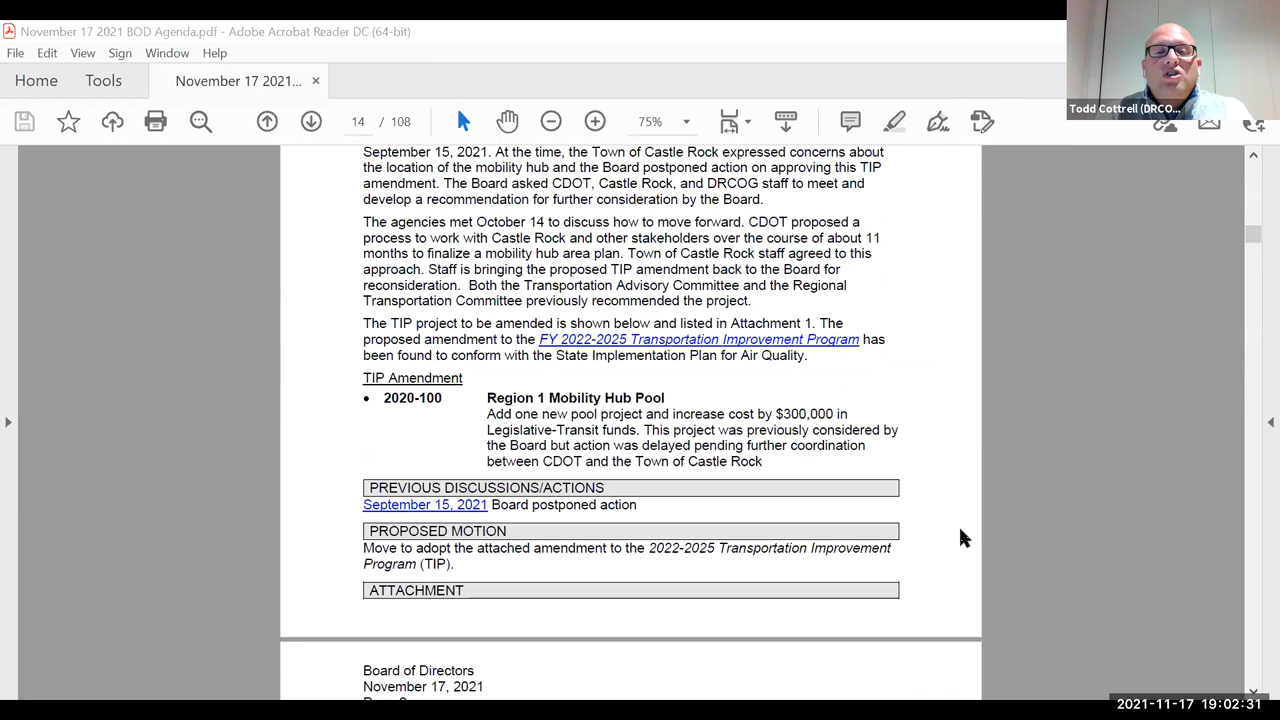 November 17 2021 BOD Agenda.pdf - Adobe Acrobat Reader DC (64-bit)
File Edit View Sign Window Help
Home Tools November 17 2021... ×
14 / 108 75%
Todd Cottrell (DRCO...
September 15, 2021. At the time, the Town of Castle Rock expressed concerns about
the location of the mobility hub and the Board postponed action on approving this TIP
amendment. The Board asked CDOT, Castle Rock, and DRCOG staff to meet and
develop a recommendation for further consideration by the Board.
The agencies met October 14 to discuss how to move forward. CDOT proposed a
process to work with Castle Rock and other stakeholders over the course of about 11
months to finalize a mobility hub area plan. Town of Castle Rock staff agreed to this
approach. Staff is bringing the proposed TIP amendment back to the Board for
reconsideration. Both the Transportation Advisory Committee and the Regional
Transportation Committee previously recommended the project.
The TIP project to be amended is shown below and listed in Attachment 1. The
proposed amendment to the FY 2022-2025 Transportation Improvement Program has
been found to conform with the State Implementation Plan for Air Quality.
TIP Amendment
• 2020-100 Region 1 Mobility Hub Pool
Add one new pool project and increase cost by $300,000 in
Legislative-Transit funds. This project was previously considered by
the Board but action was delayed pending further coordination
between CDOT and the Town of Castle Rock
PREVIOUS DISCUSSIONS/ACTIONS
September 15, 2021 Board postponed action
PROPOSED MOTION
Move to adopt the attached amendment to the 2022-2025 Transportation Improvement
Program (TIP).
ATTACHMENT
Board of Directors
November 17, 2021
2021-11-17 19:02:31